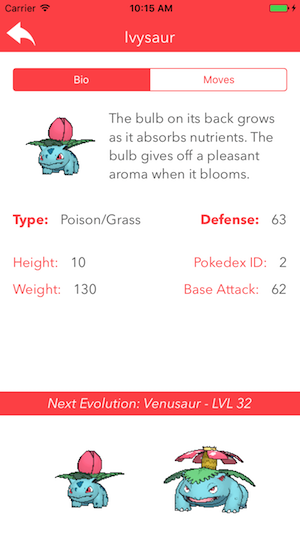 Carrier 10:15 AM
Ivysaur
Bio Moves
The bulb on its back grows
as it absorbs nutrients. The
bulb gives off a pleasant
aroma when it blooms.
Type: Poison/Grass Defense: 63
Height: 10 Pokedex ID: 2
Weight: 130 Base Attack: 62
Next Evolution: Venusaur - LVL 32